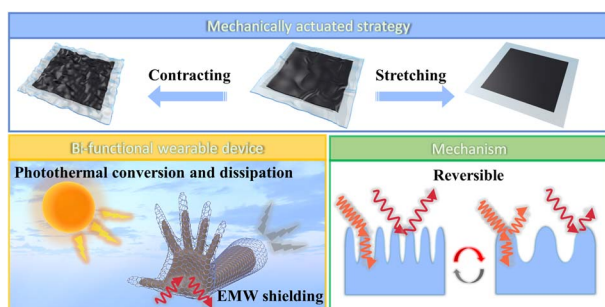 Mechanically actuated strategy
Contracting
Stretching
Bi-functional wearable device
Photothermal conversion and dissipation
EMW shielding
Mechanism
Reversible